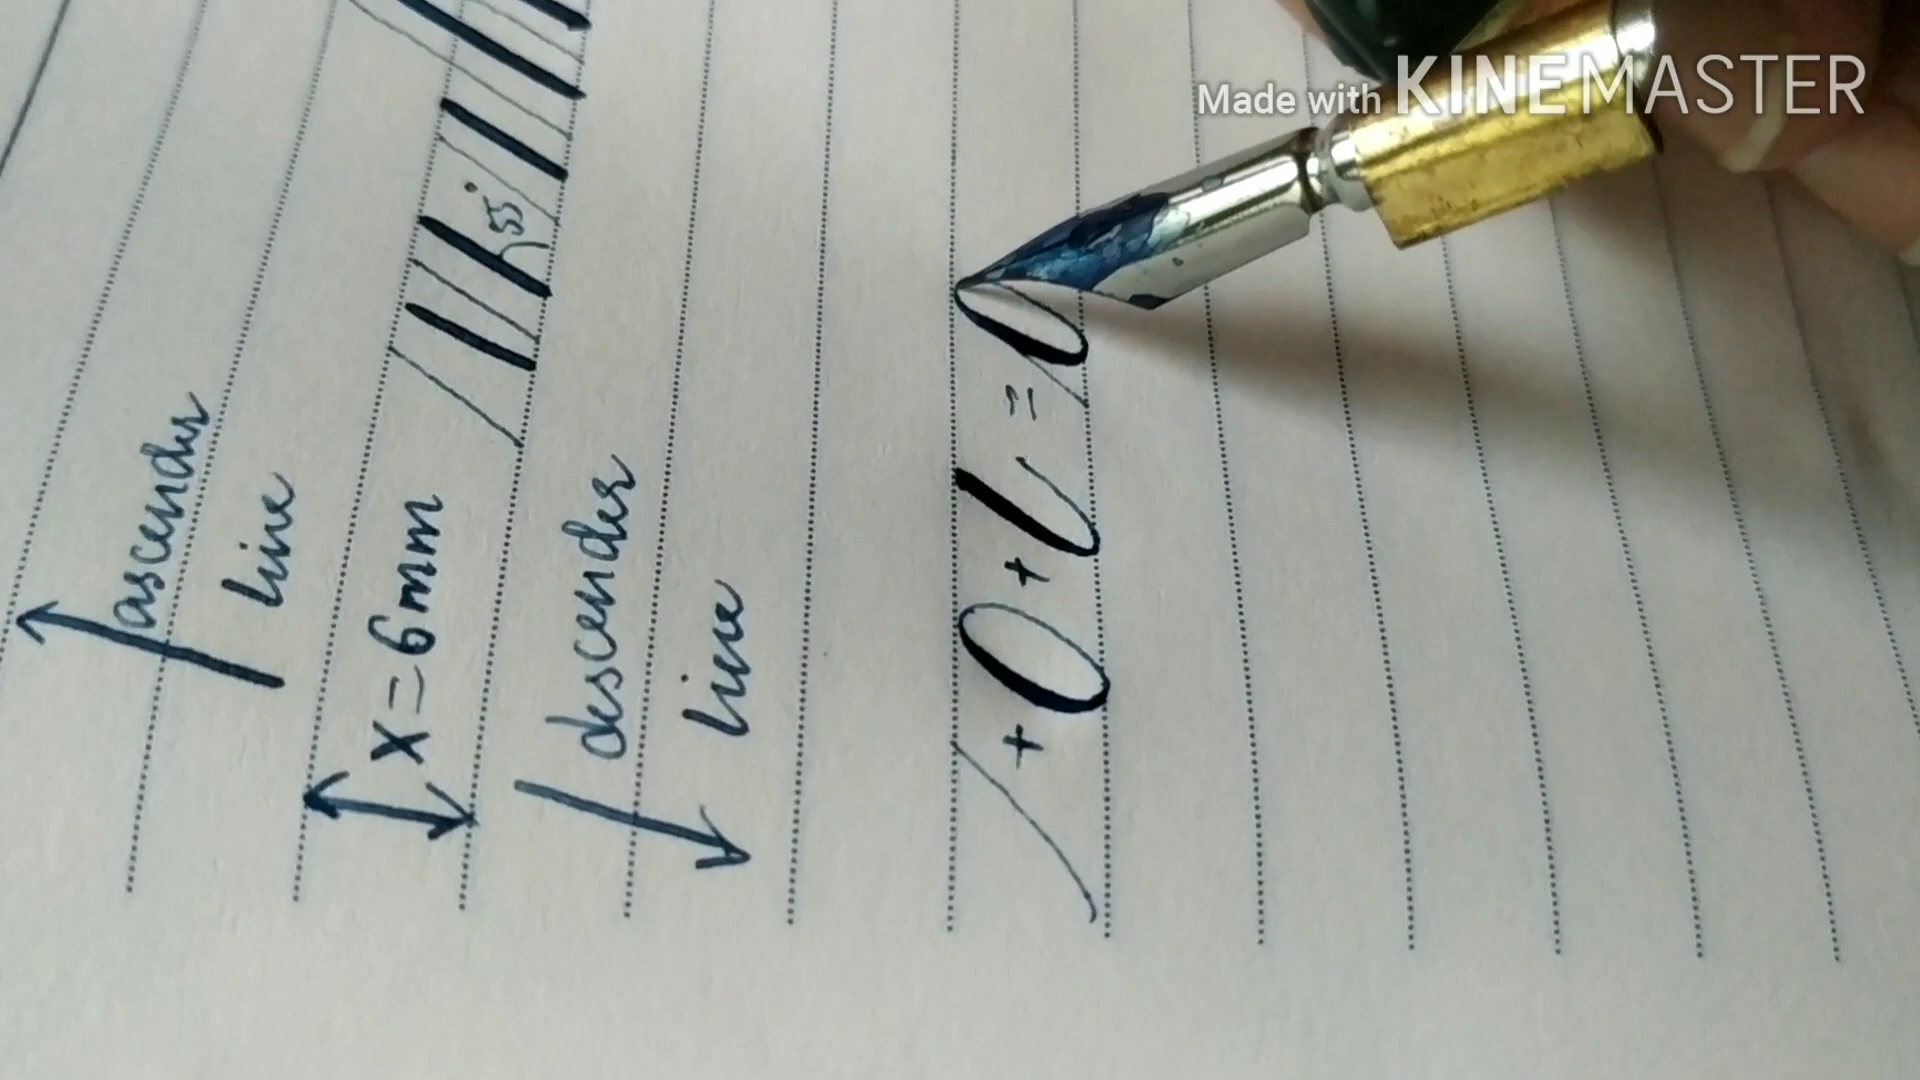 Made with KINEMASTER
ascender
line
x = 6mm
55°
descender
line
+ O + l =